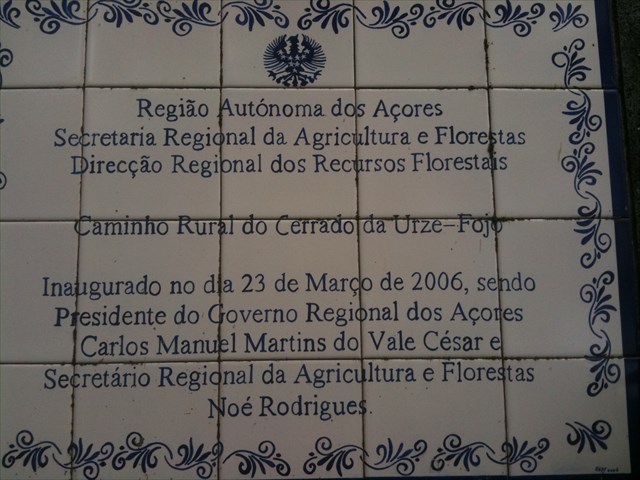 Região Autónoma dos Açores
Secretaria Regional da Agricultura e Florestas
Direcção Regional dos Recursos Florestais
Caminho Rural do Cerrado da Urze-Fojo
Inaugurado no dia 23 de Março de 2006, sendo
Presidente do Governo Regional dos Açores
Carlos Manuel Martins do Vale César e
Secretário Regional da Agricultura e Florestas
Noé Rodrigues